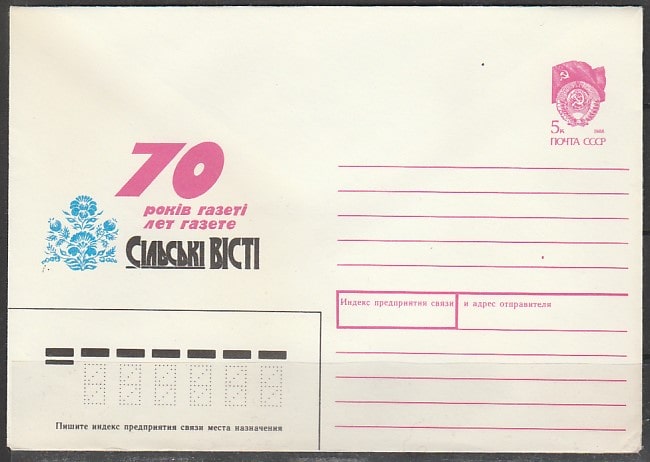 70
років газеті
лет газете
СІЛЬСЬКІ ВІСТІ
5к 1988
ПОЧТА СССР
Индекс предприятия связи и адрес отправителя
Пишите индекс предприятия связи места назначения